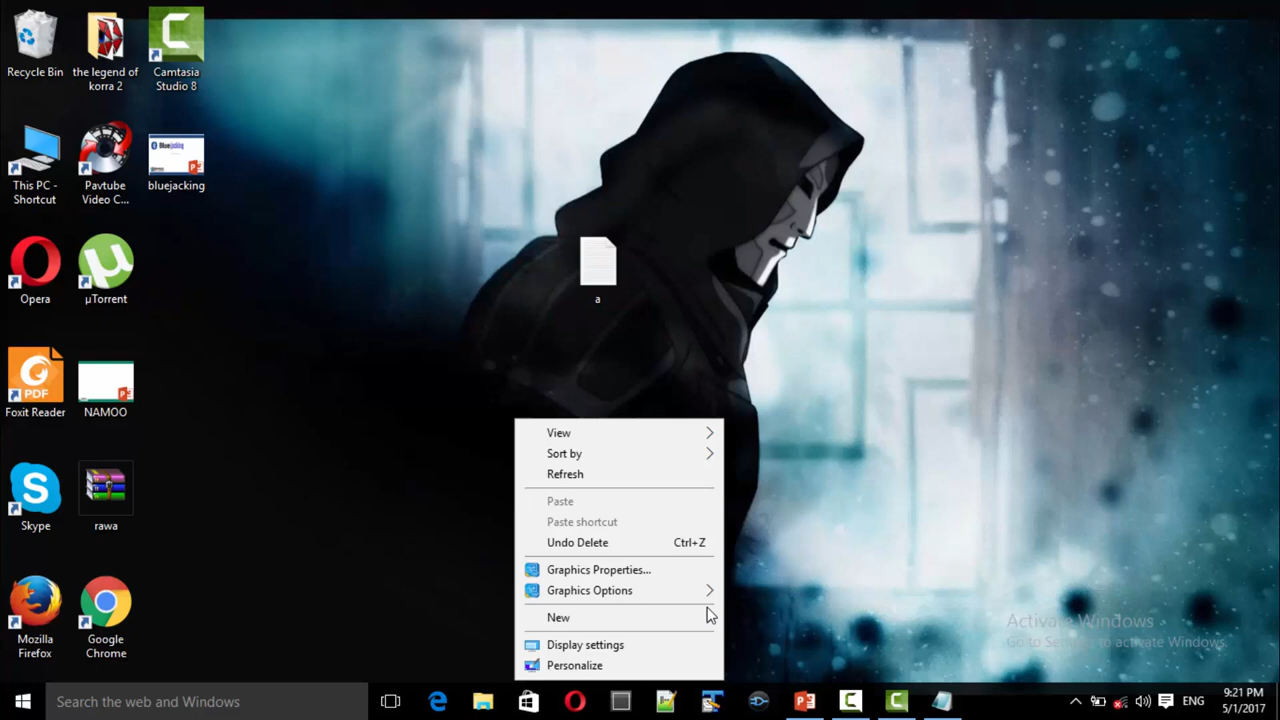 Recycle Bin
the legend of
korra 2
Camtasia
Studio 8
This PC -
Shortcut
Pavtube
Video C...
Bluejacking
bluejacking
Opera
µTorrent
a
PDF
Foxit Reader
NAMOO
Skype
rawa
Mozilla
Firefox
Google
Chrome
View
Sort by
Refresh
Paste
Paste shortcut
Undo Delete Ctrl+Z
Graphics Properties...
Graphics Options
New
Display settings
Personalize
Activate Windows
Go to Settings to activate Windows.
Search the web and Windows
ENG
9:21 PM
5/1/2017